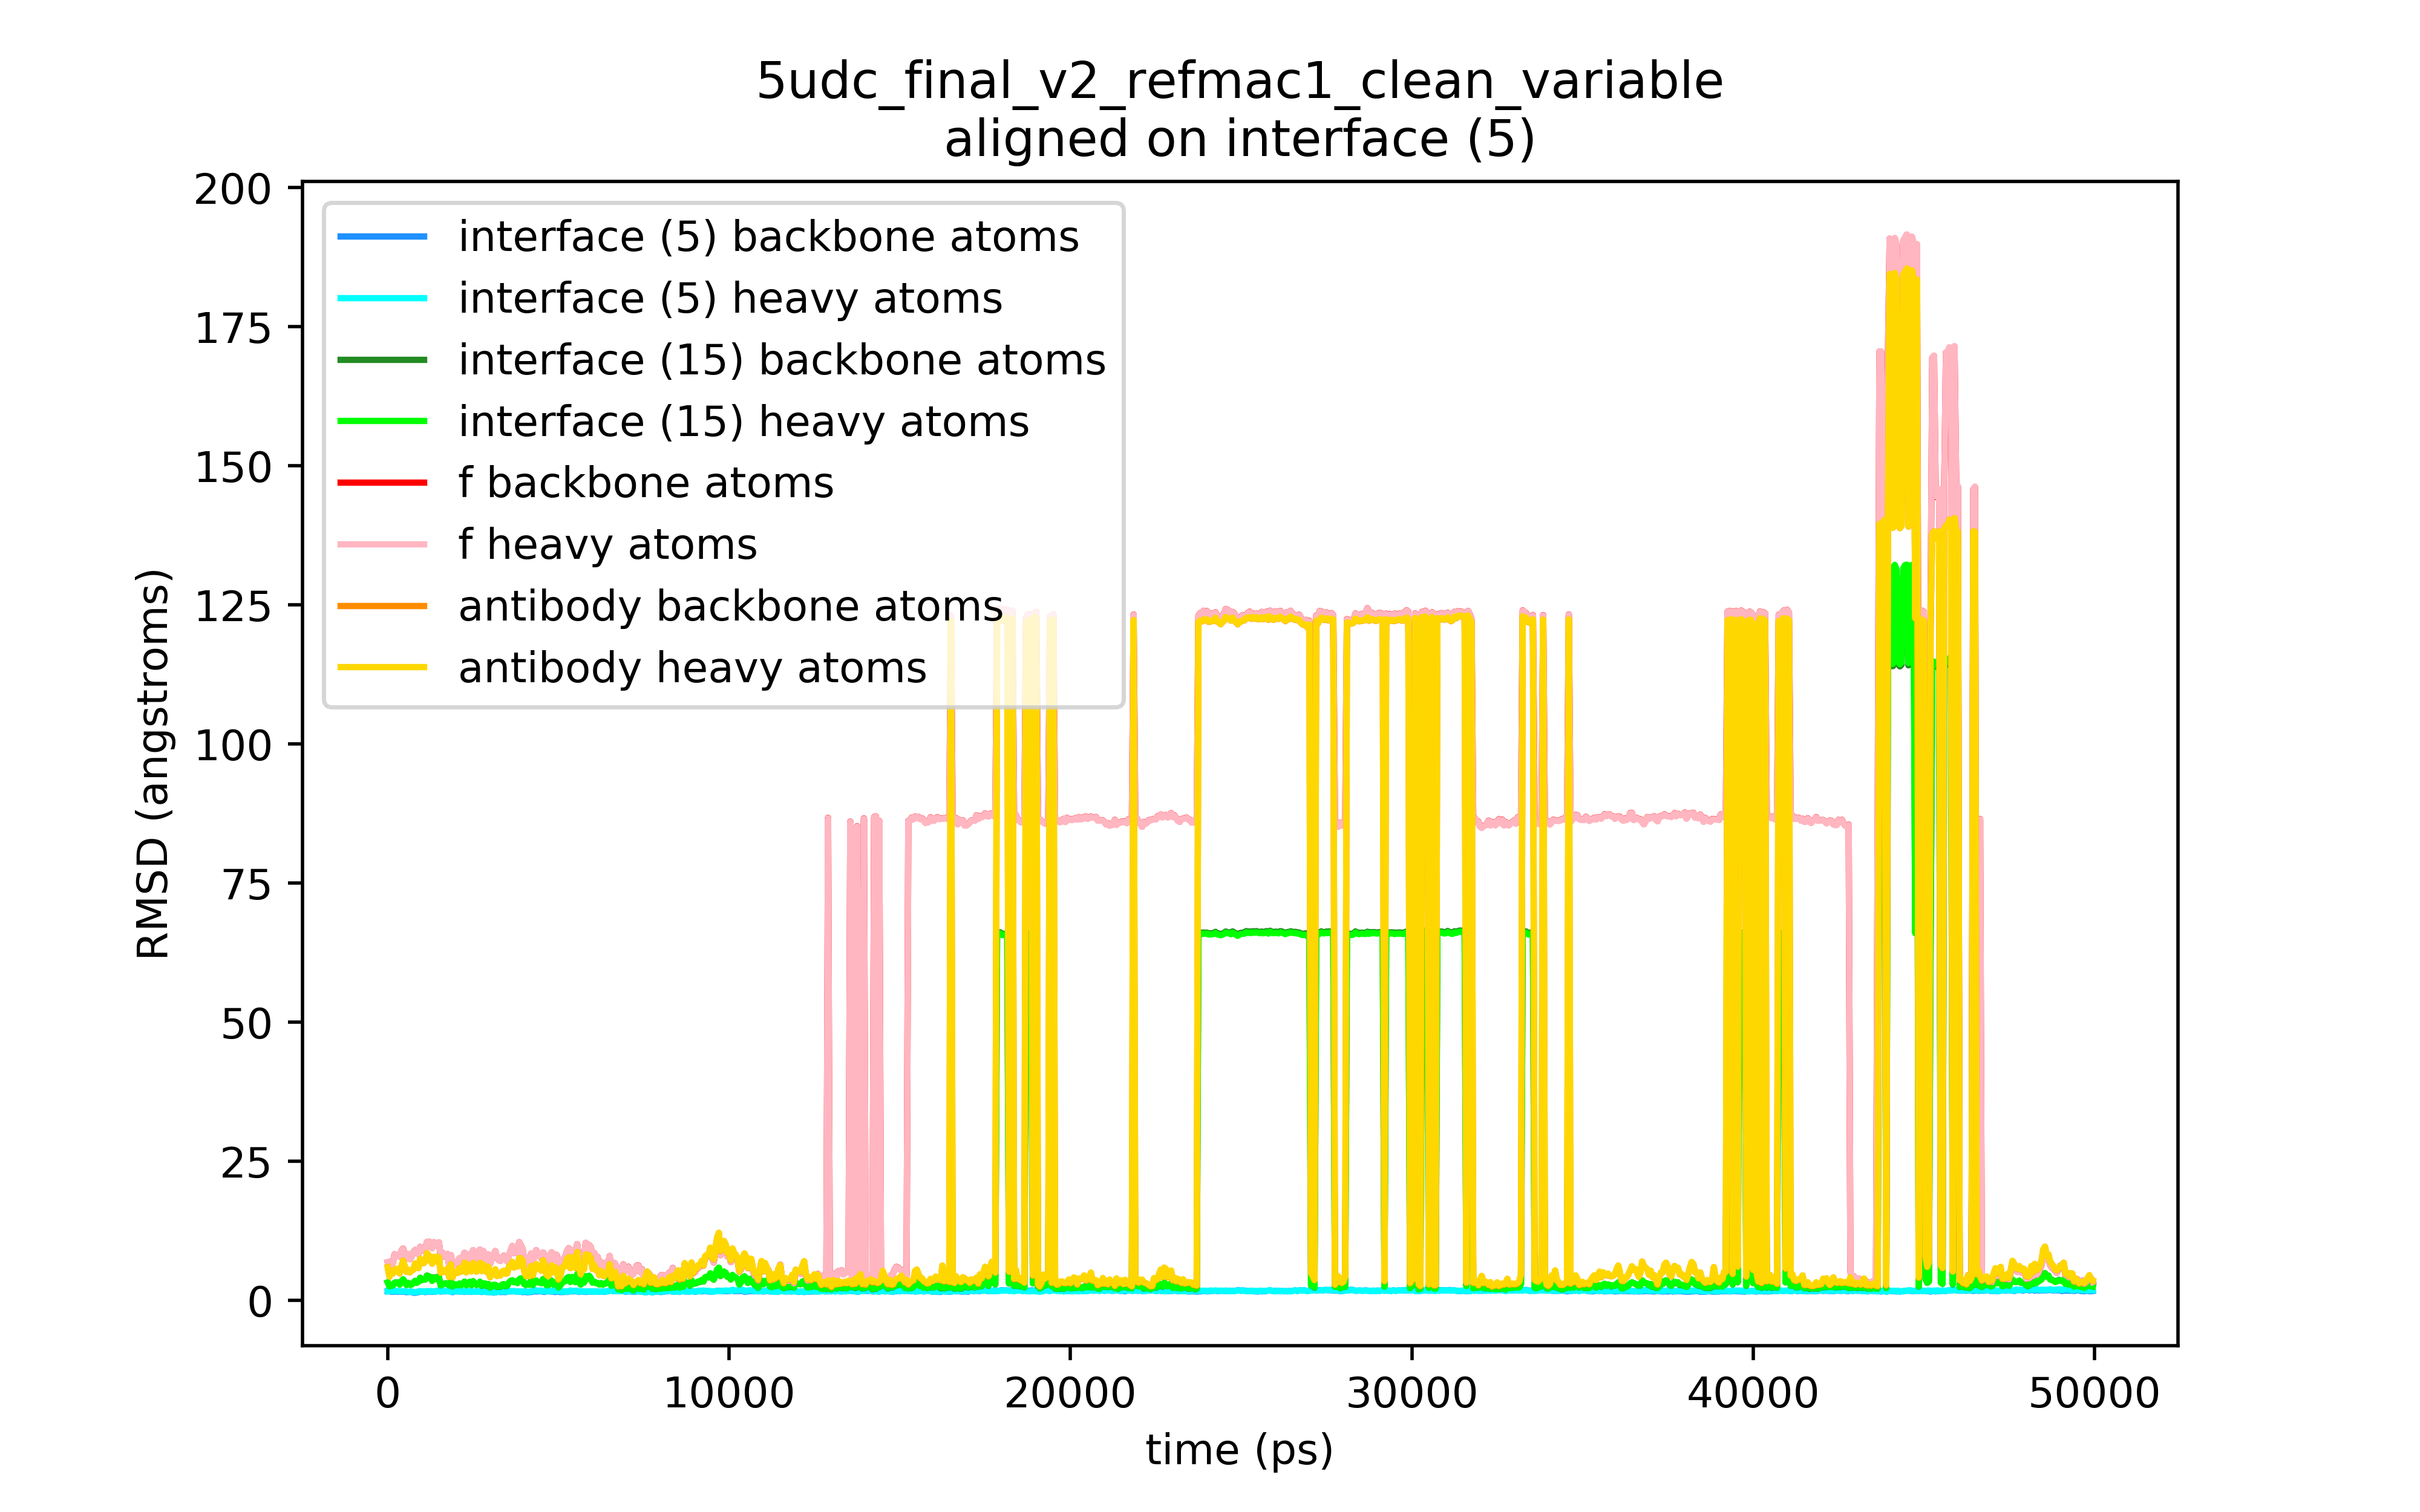 5udc_final_v2_refmac1_clean_variable
aligned on interface (5)
200
175
150
125
100
75
50
25
0
RMSD (angstroms)
interface (5) backbone atoms
interface (5) heavy atoms
interface (15) backbone atoms
interface (15) heavy atoms
f backbone atoms
f heavy atoms
antibody backbone atoms
antibody heavy atoms
0 10000 20000 30000 40000 50000
time (ps)